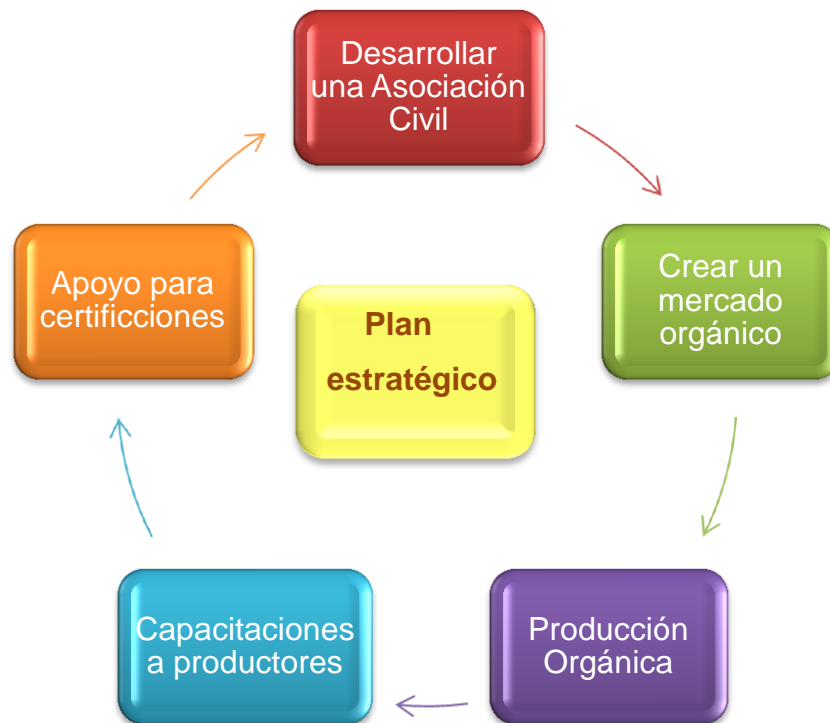 Desarrollar
una Asociación
Civil
Crear un
mercado
orgánico
Producción
Orgánica
Capacitaciones
a productores
Apoyo para
certificciones
Plan
estratégico